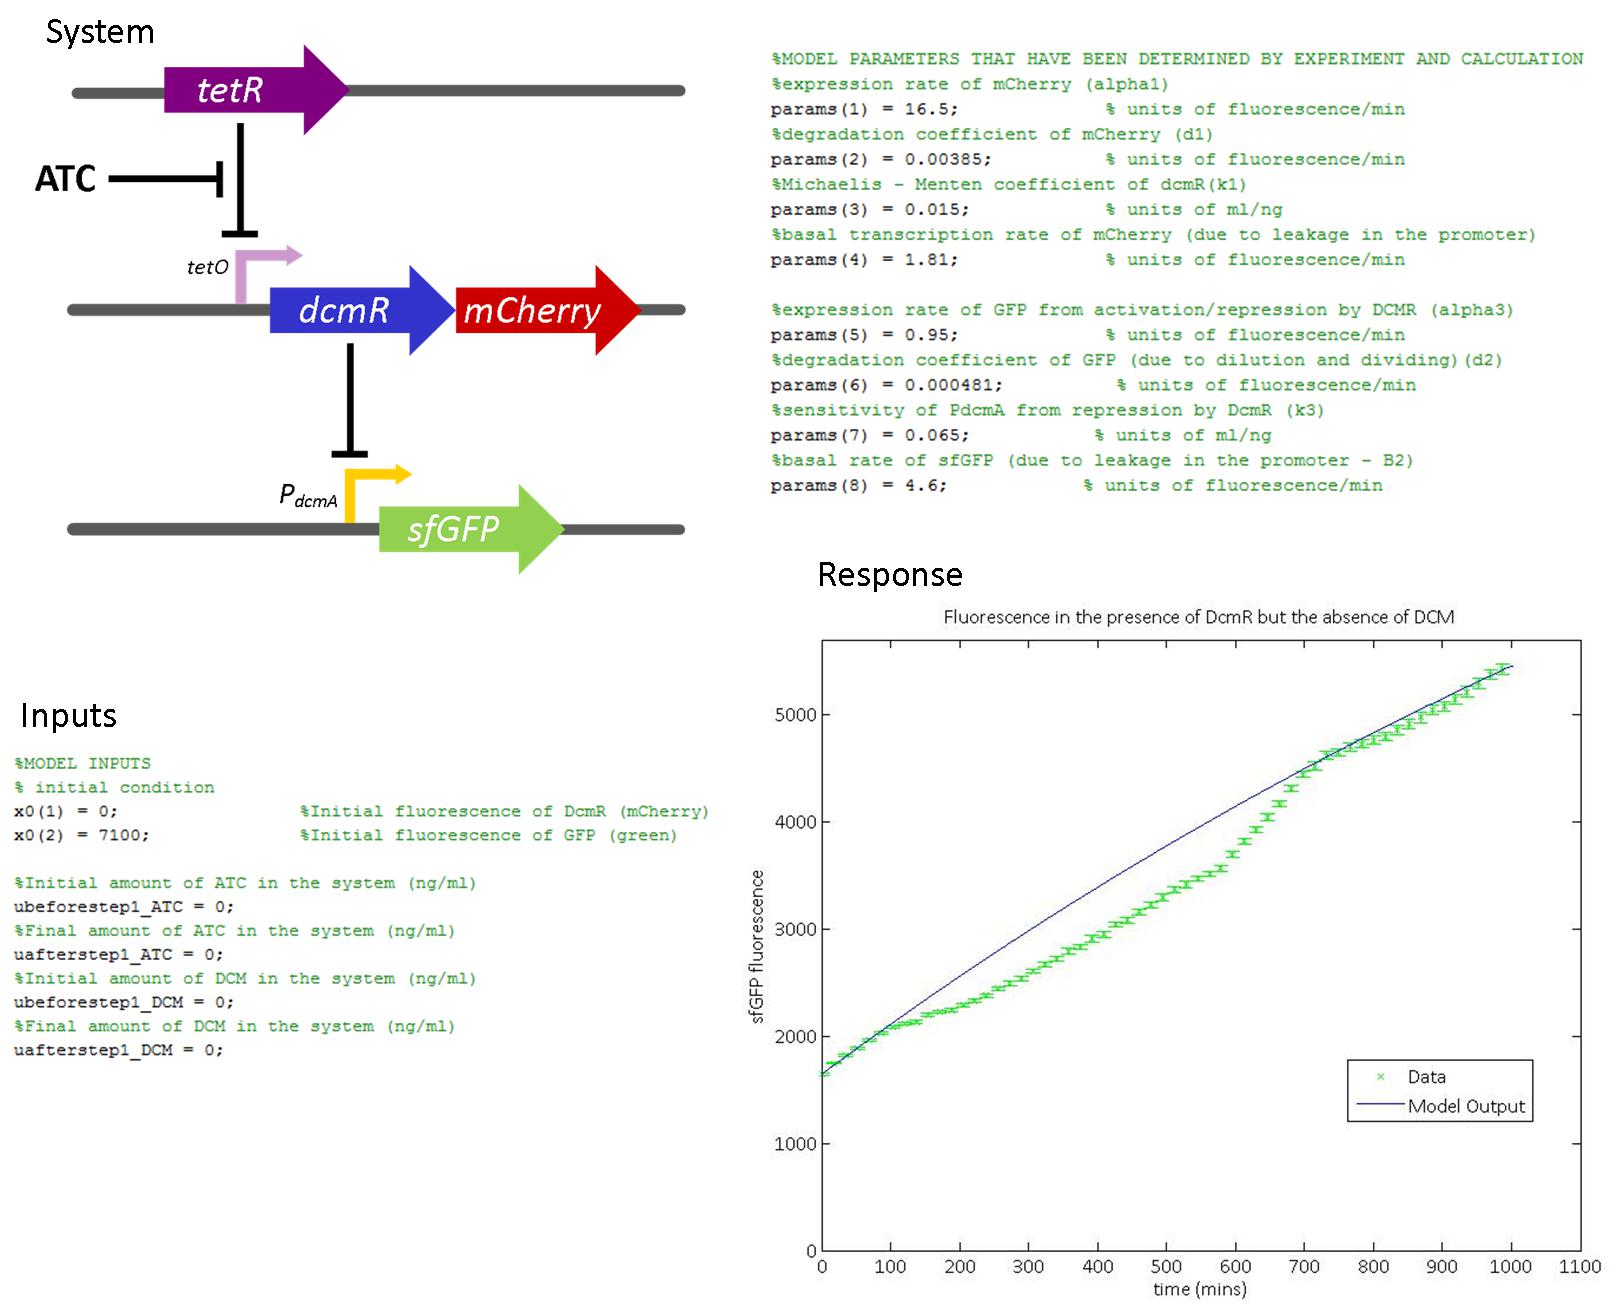 System
tetR
ATC
tetO
dcmR
mCherry
PdcmA
sfGFP
%MODEL PARAMETERS THAT HAVE BEEN DETERMINED BY EXPERIMENT AND CALCULATION
%expression rate of mCherry (alpha1)
params(1) = 16.5; % units of fluorescence/min
%degradation coefficient of mCherry (d1)
params(2) = 0.00385; % units of fluorescence/min
%Michaelis - Menten coefficient of dcmR(k1)
params(3) = 0.015; % units of ml/ng
%basal transcription rate of mCherry (due to leakage in the promoter)
params(4) = 1.81; % units of fluorescence/min
%expression rate of GFP from activation/repression by DCMR (alpha3)
params(5) = 0.95; % units of fluorescence/min
%degradation coefficient of GFP (due to dilution and dividing)(d2)
params(6) = 0.000481; % units of fluorescence/min
%sensitivity of PdcmA from repression by DcmR (k3)
params(7) = 0.065; % units of ml/ng
%basal rate of sfGFP (due to leakage in the promoter - B2)
params(8) = 4.6; % units of fluorescence/min
Inputs
%MODEL INPUTS
% initial condition
x0(1) = 0; %Initial fluorescence of DcmR (mCherry)
x0(2) = 7100; %Initial fluorescence of GFP (green)
%Initial amount of ATC in the system (ng/ml)
ubeforestep1_ATC = 0;
%Final amount of ATC in the system (ng/ml)
uafterstep1_ATC = 0;
%Initial amount of DCM in the system (ng/ml)
ubeforestep1_DCM = 0;
%Final amount of DCM in the system (ng/ml)
uafterstep1_DCM = 0;
Response
Fluorescence in the presence of DcmR but the absence of DCM
sfGFP fluorescence
5000
4000
3000
2000
1000
0
Data
Model Output
0 100 200 300 400 500 600 700 800 900 1000 1100
time (mins)